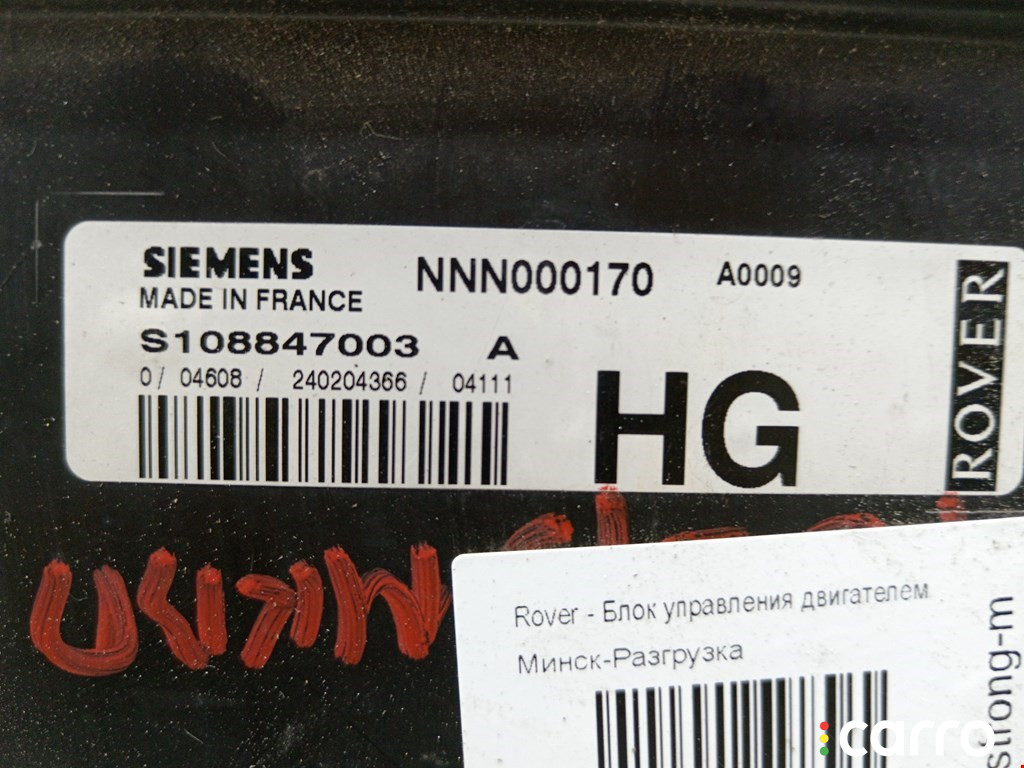 SIEMENS NNN000170 A0009
MADE IN FRANCE
S108847003 A
0/ 04608 / 240204366 / 04111
HG
ROVER
Rover - Блок управления двигателем
Минск-Разгрузка
strong-m
carro